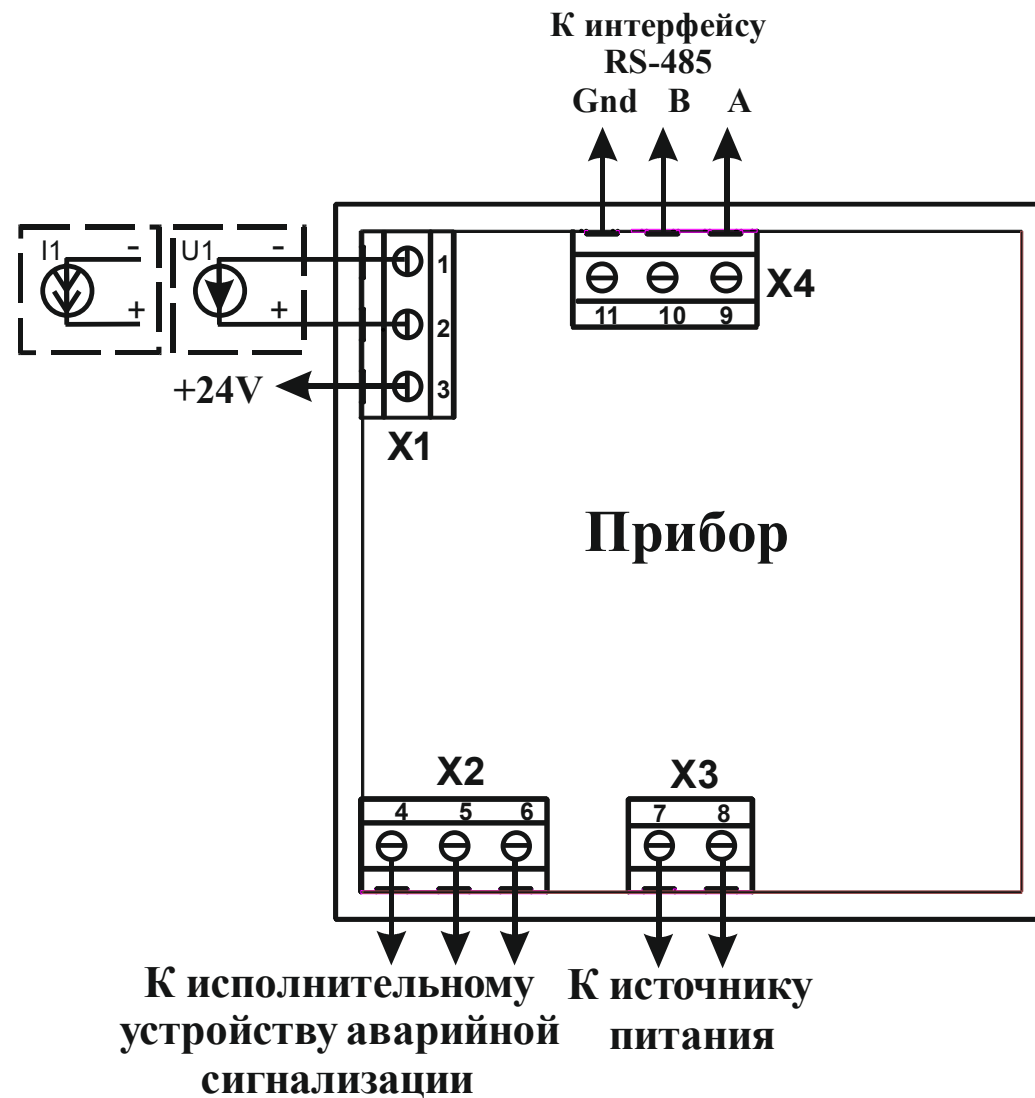 К интерфейсу
RS-485
Gnd B A
I1 - +
U1 - +
1
2
3
+24V
X1
11 10 9
X4
Прибор
X2
4 5 6
X3
7 8
К исполнительному
устройству аварийной
сигнализации
К источнику
питания